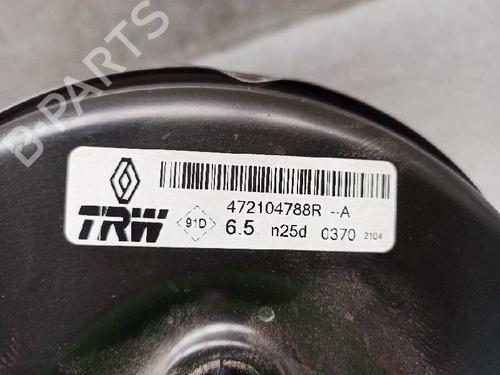 B-PARTS
472104788R --A
TRW 91D 6.5 n25d 0370 2104